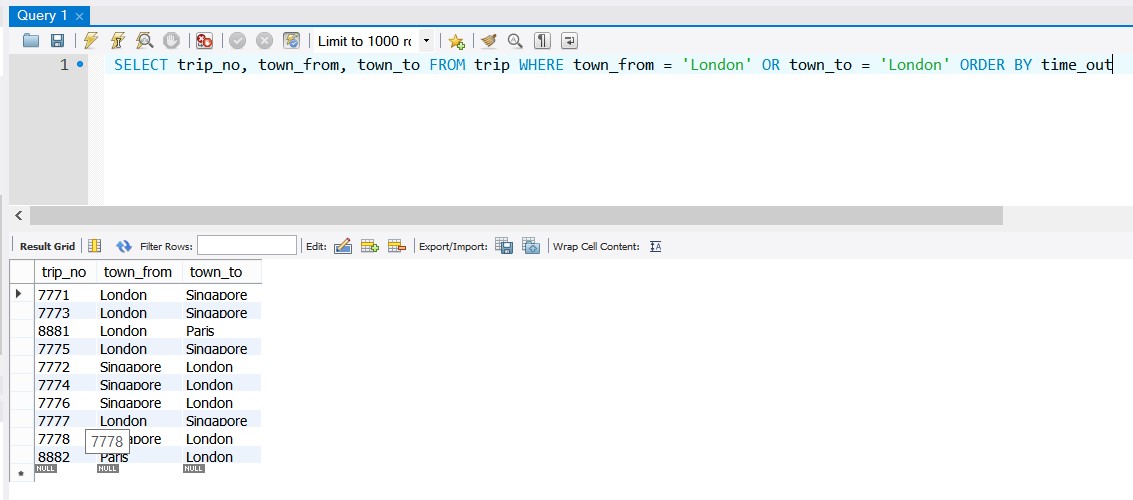 Query 1
Limit to 1000 rc
1 SELECT trip_no, town_from, town_to FROM trip WHERE town_from = 'London' OR town_to = 'London' ORDER BY time_out
Result Grid Filter Rows: Edit: Export/Import: Wrap Cell Content:
trip_no town_from town_to
7771 London Singapore
7773 London Singapore
8881 London Paris
7775 London Singapore
7772 Singapore London
7774 Singapore London
7776 Singapore London
7777 London Singapore
7778 7778 apore London
8882 Paris London
NULL NULL NULL